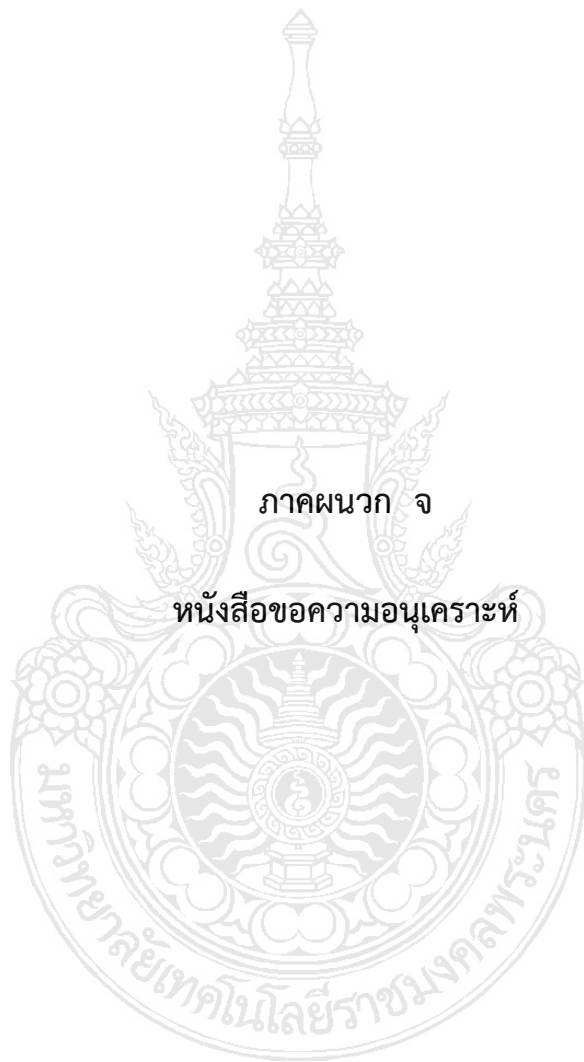 ภาคผนวก จ
หนังสือขอความอนุเคราะห์
มหาวิทยาลัยเทคโนโลยีราชมงคลพระนคร